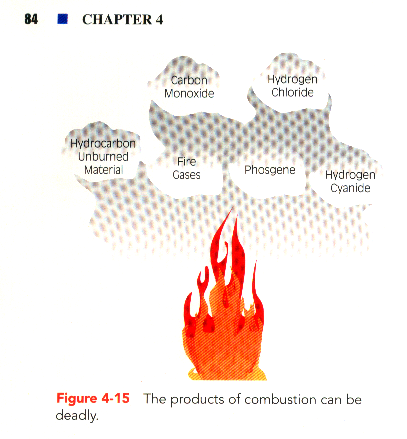 84 ■ CHAPTER 4
Carbon
Monoxide
Hydrogen
Chloride
Hydrocarbon
Unburned
Material
Fire
Gases
Phosgene
Hydrogen
Cyanide
Figure 4-15 The products of combustion can be
deadly.